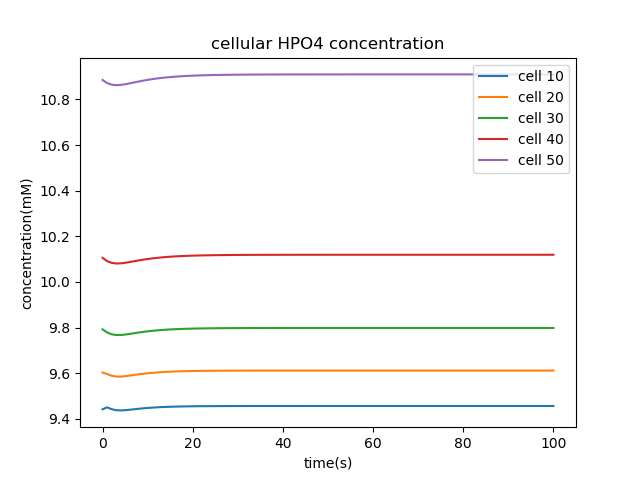 cellular HPO4 concentration
10.8
10.6
10.4
10.2
10.0
9.8
9.6
9.4
concentration(mM)
cell 10
cell 20
cell 30
cell 40
cell 50
0
20
40
60
80
100
time(s)